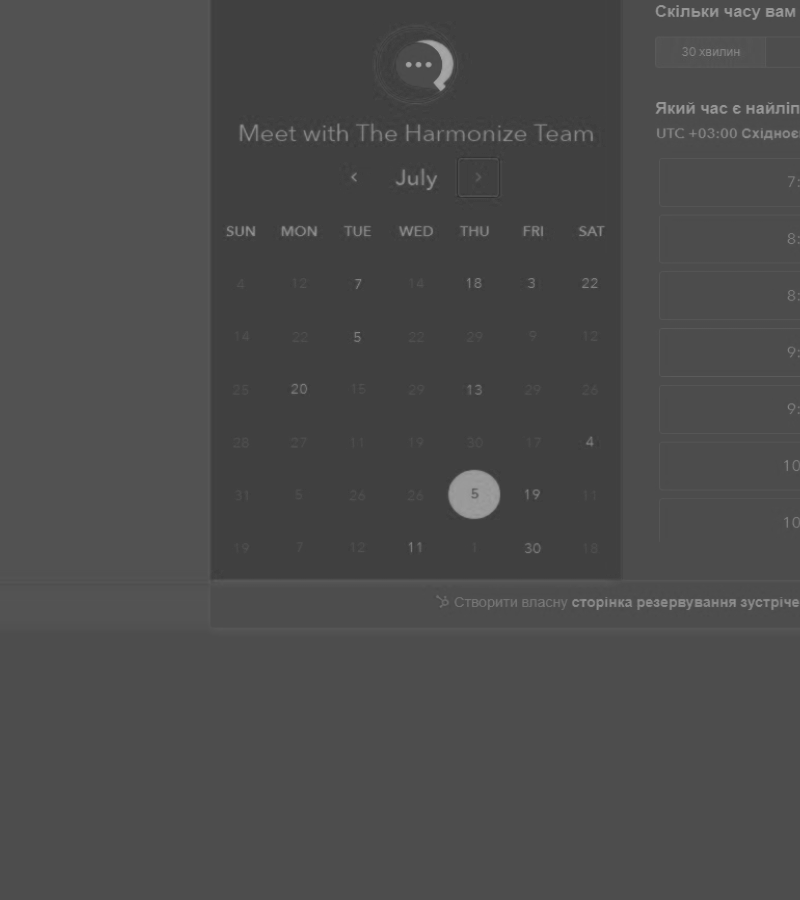 Скільки часу вам
30 хвилин
Meet with The Harmonize Team
Який час є найліп
UTC +03:00 Східноє
July
SUN MON TUE WED THU FRI SAT
4 12 7 14 18 3 22
14 22 5 22 29 9 12
25 20 15 29 13 29 26
28 27 11 19 30 17 4
31 5 26 26 5 19 11
19 7 12 11 1 30 18
7:
8:
8:
9:
9:
10
10
Створити власну сторінка резервування зустріче